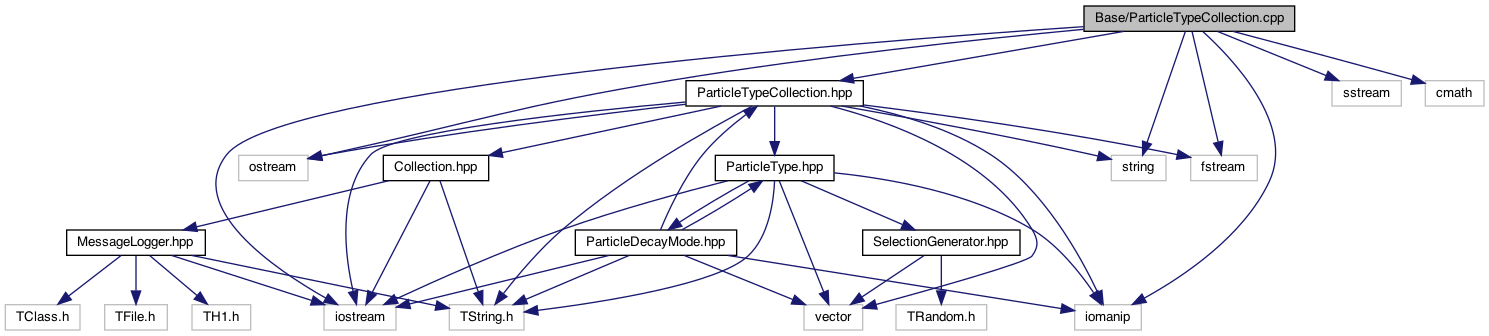 Base/ParticleTypeCollection.cpp
ParticleTypeCollection.hpp
sstream
cmath
ostream
Collection.hpp
ParticleType.hpp
string
fstream
MessageLogger.hpp
ParticleDecayMode.hpp
SelectionGenerator.hpp
TClass.h
TFile.h
TH1.h
iostream
TString.h
vector
TRandom.h
iomanip